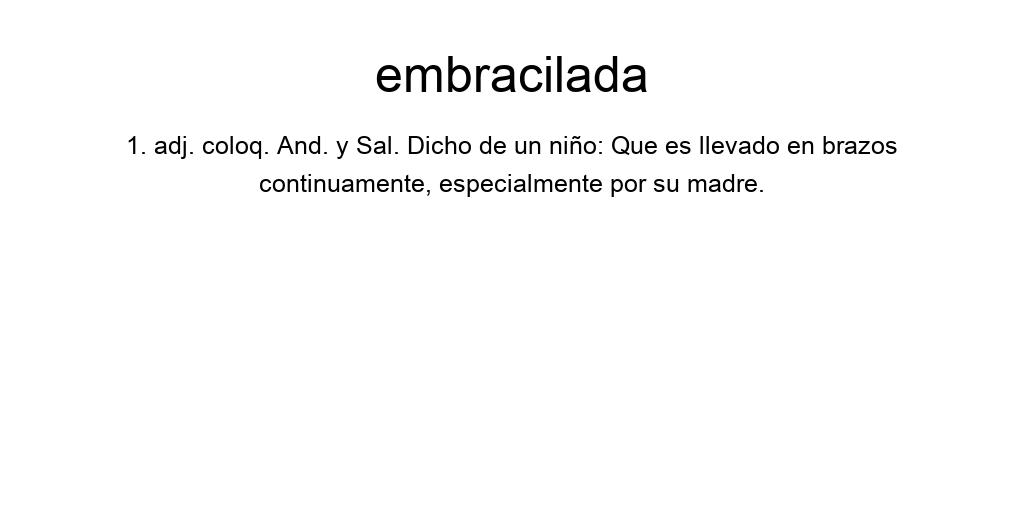 embracilada
1. adj. coloq. And. y Sal. Dicho de un niño: Que es llevado en brazos
continuamente, especialmente por su madre.